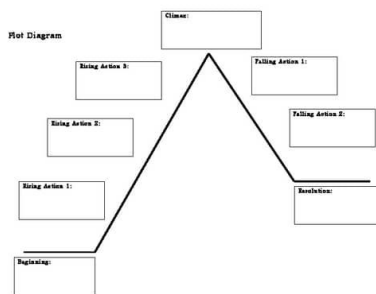 Climax:
Plot Diagram
Rising Action 3:
Falling Action 1:
Rising Action 2:
Falling Action 2:
Rising Action 1:
Resolution:
Beginning: